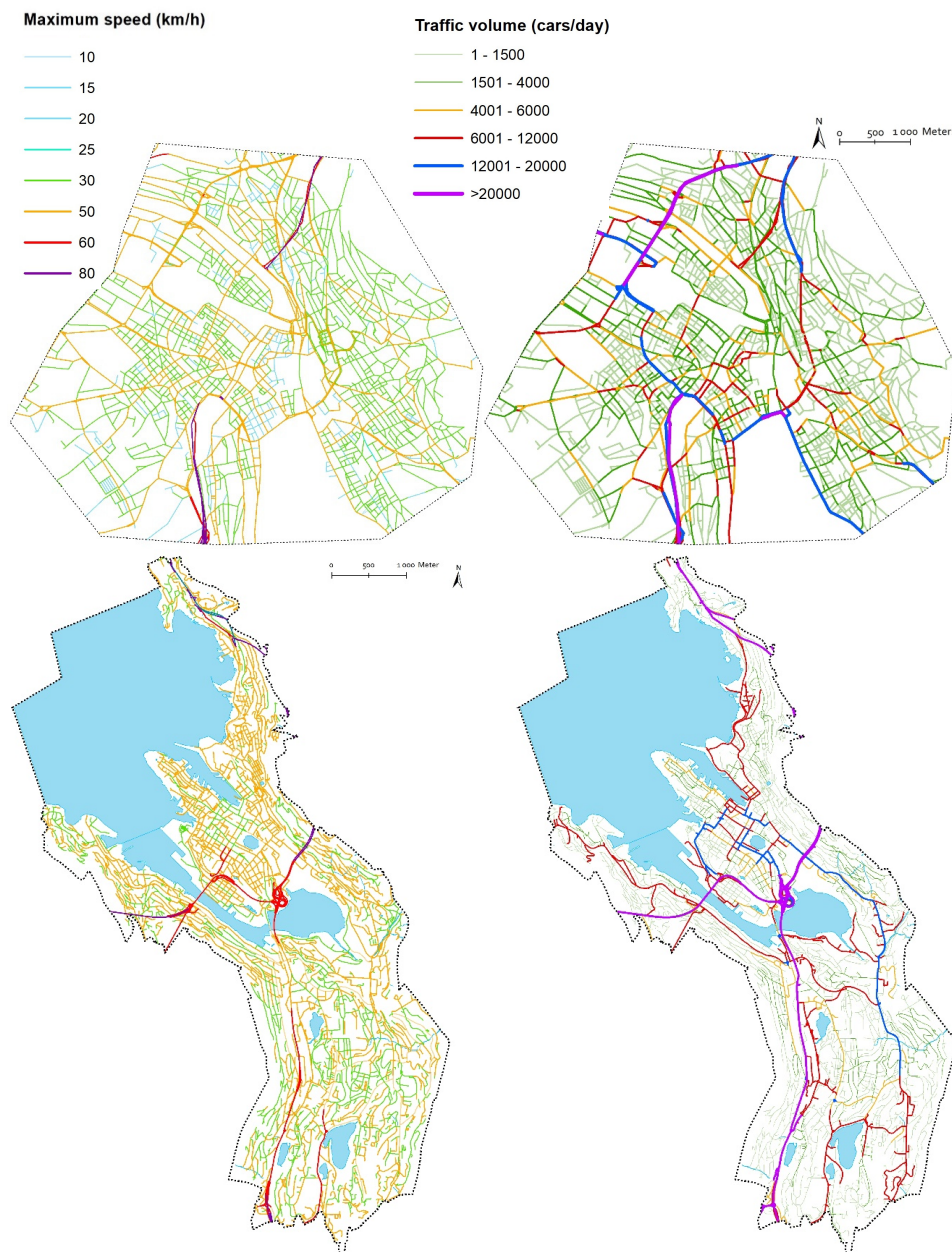 Maximum speed (km/h)
10
15
20
25
30
50
60
80
Traffic volume (cars/day)
1 - 1500
1501 - 4000
4001 - 6000
6001 - 12000
12001 - 20000
>20000
N
0 500 1 000 Meter
0 500 1 000 Meter
N